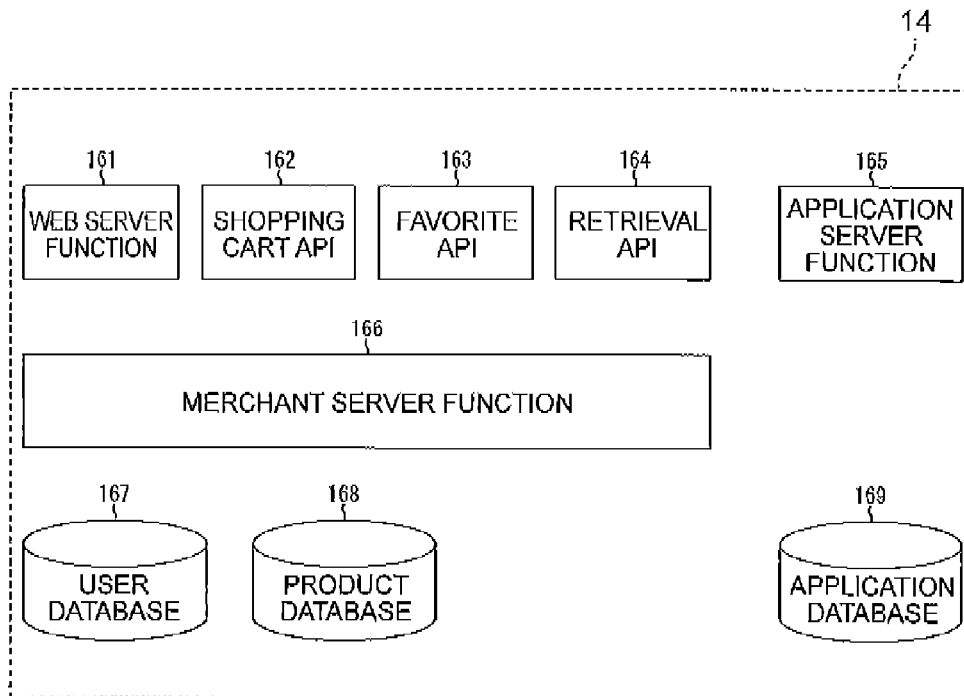 14
161
162
163
164
165
WEB SERVER
FUNCTION
SHOPPING
CART API
FAVORITE
API
RETRIEVAL
API
APPLICATION
SERVER
FUNCTION
166
MERCHANT SERVER FUNCTION
167
168
169
USER
DATABASE
PRODUCT
DATABASE
APPLICATION
DATABASE